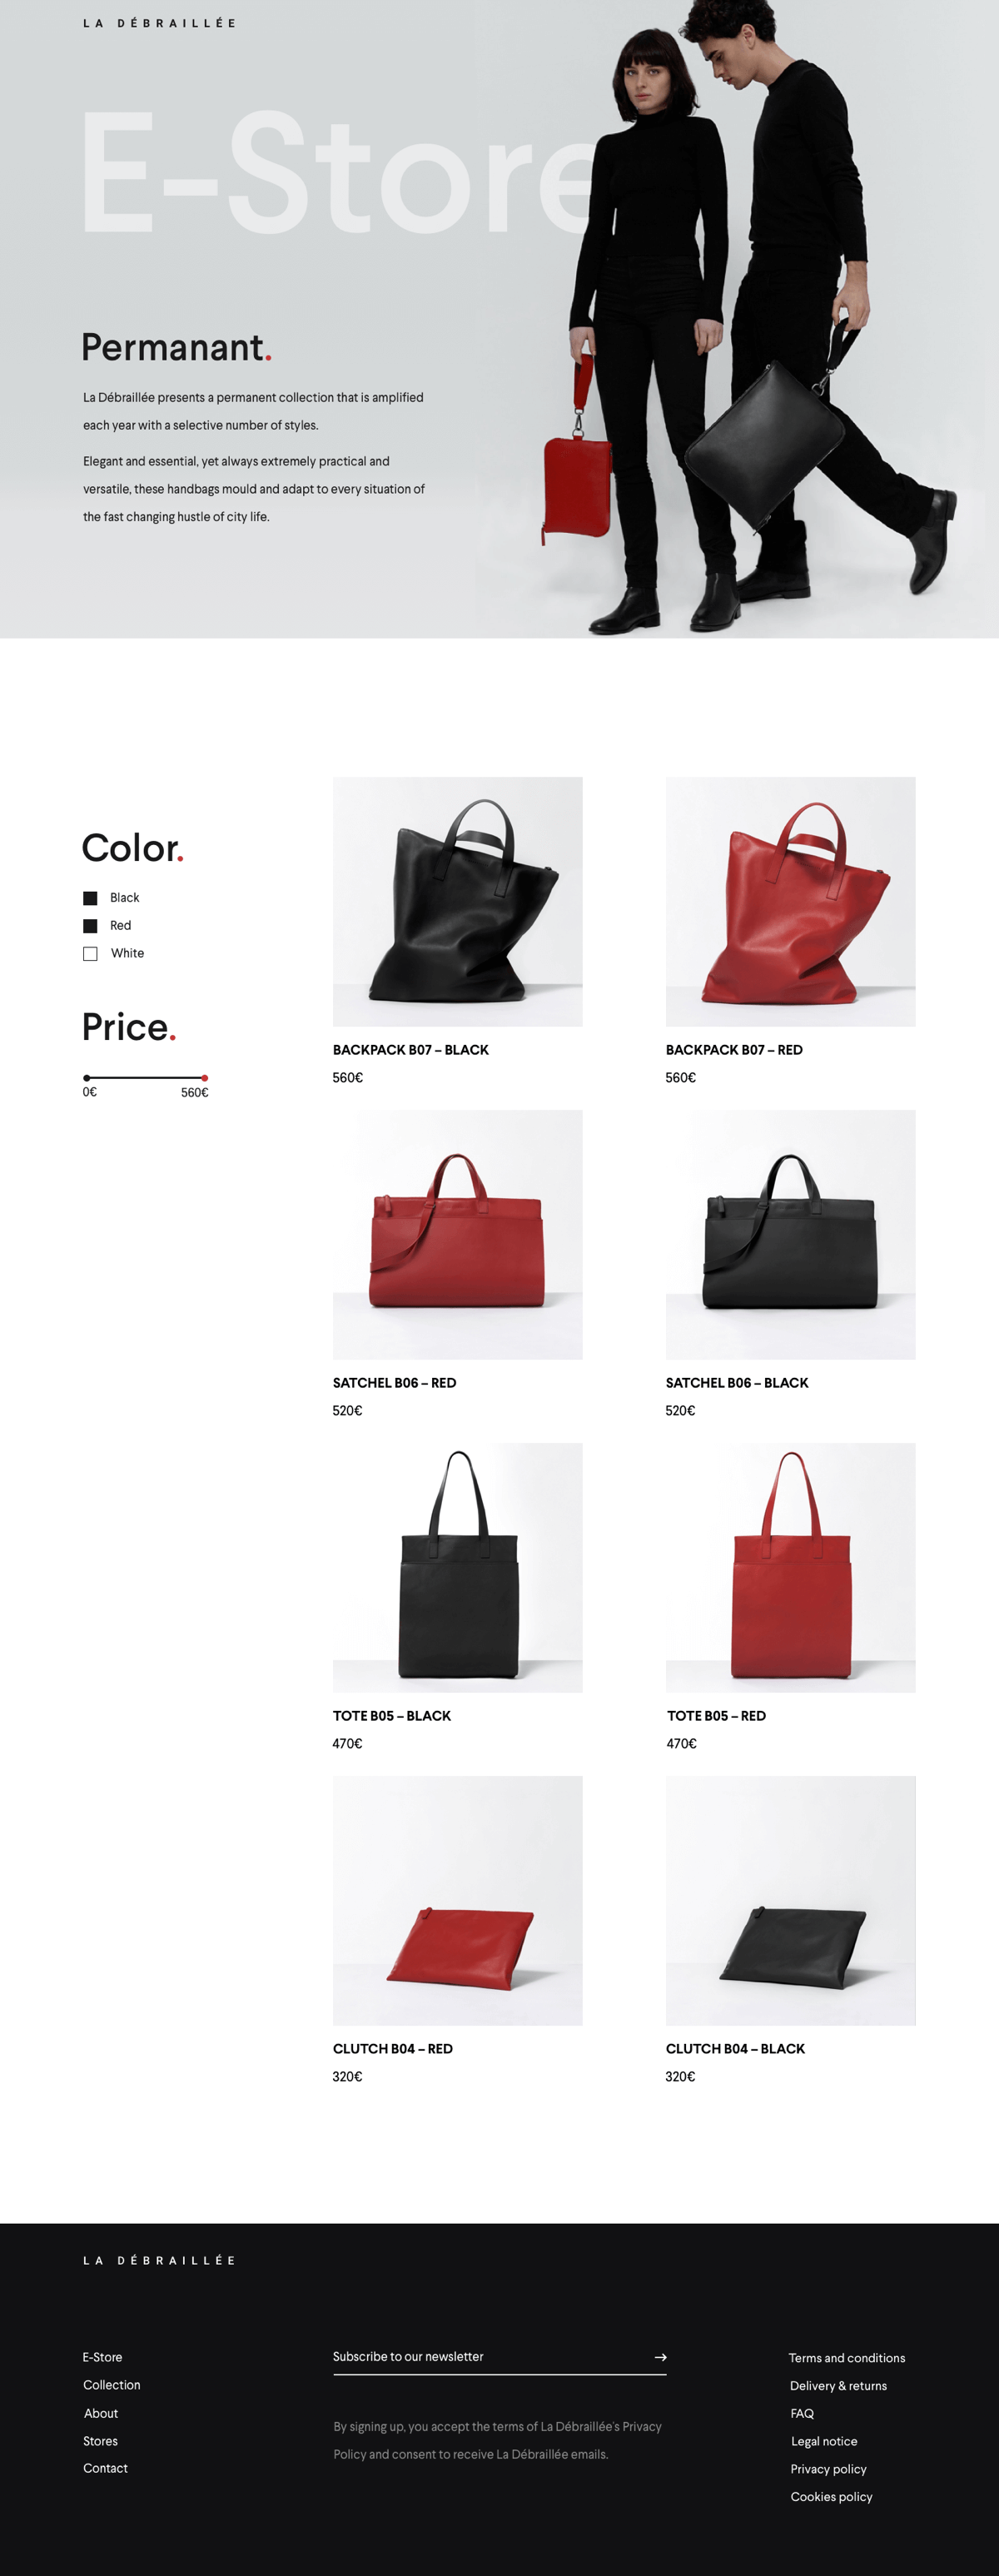 LA DÉBRAILLÉE
E-Store
Permanant.
La Débraillée presents a permanent collection that is amplified
each year with a selective number of styles.
Elegant and essential, yet always extremely practical and
versatile, these handbags mould and adapt to every situation of
the fast changing hustle of city life.
Color.
Black
Red
White
Price.
0€ 560€
BACKPACK B07 – BLACK
560€
BACKPACK B07 – RED
560€
SATCHEL B06 – RED
520€
SATCHEL B06 – BLACK
520€
TOTE B05 – BLACK
470€
TOTE B05 – RED
470€
CLUTCH B04 – RED
320€
CLUTCH B04 – BLACK
320€
LA DÉBRAILLÉE
E-Store
Collection
About
Stores
Contact
Subscribe to our newsletter →
By signing up, you accept the terms of La Débraillée's Privacy
Policy and consent to receive La Débraillée emails.
Terms and conditions
Delivery & returns
FAQ
Legal notice
Privacy policy
Cookies policy